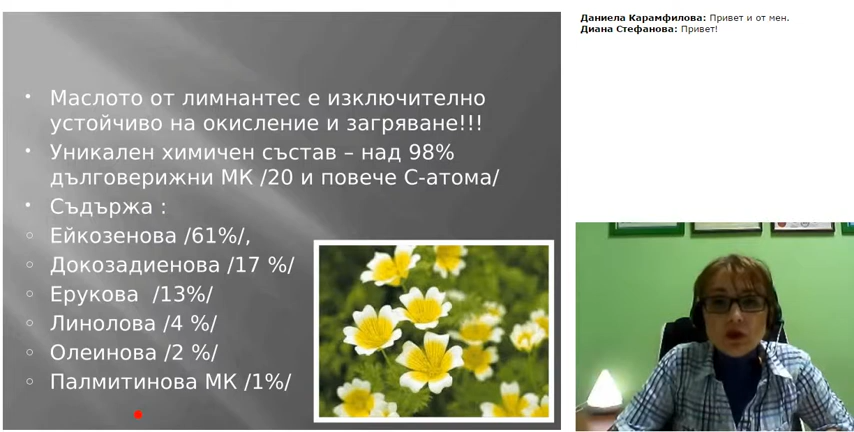 Маслото от лимнантес е изключително
устойчиво на окисление и загряване!!!
Уникален химичен състав – над 98%
дълговерижни МК /20 и повече С-атома/
Съдържа :
Ейкозенова /61%/,
Докозадиенова /17 %/
Ерукова /13%/
Линолова /4 %/
Олеинова /2 %/
Палмитинова МК /1%/
Даниела Карамфилова: Привет и от мен.
Диана Стефанова: Привет!